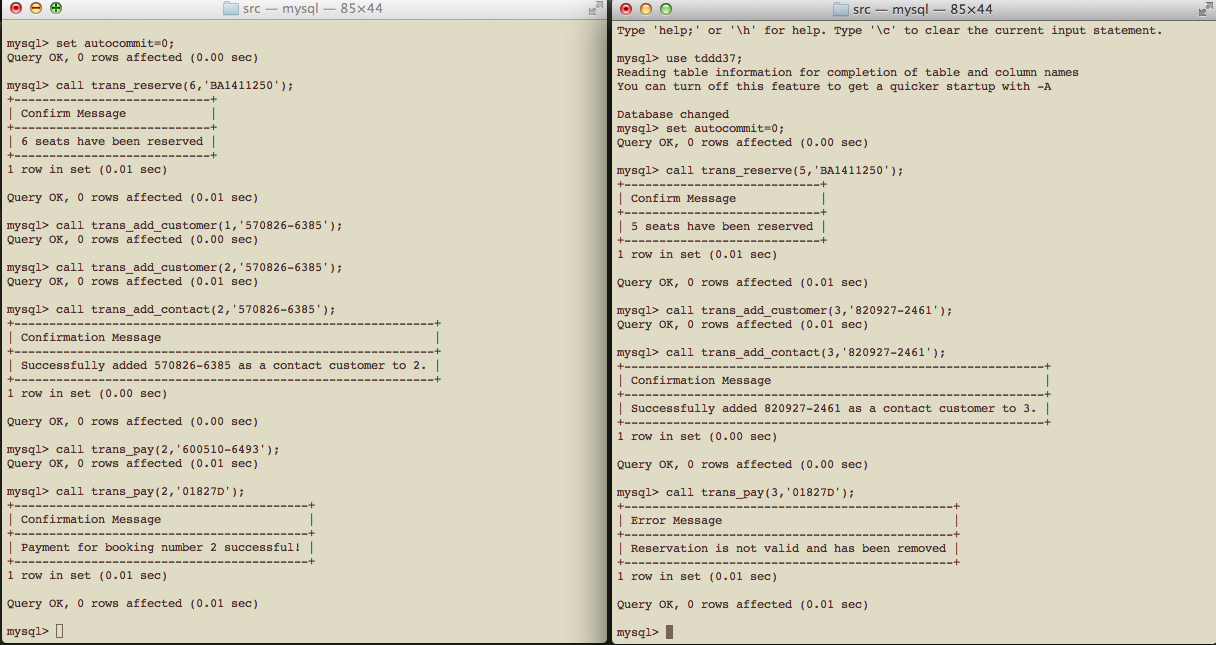 src — mysql — 85×44
mysql> set autocommit=0;
Query OK, 0 rows affected (0.00 sec)
mysql> call trans_reserve(6,'BA1411250');
+----------------------------+
| Confirm Message            |
+----------------------------+
| 6 seats have been reserved |
+----------------------------+
1 row in set (0.01 sec)
Query OK, 0 rows affected (0.01 sec)
mysql> call trans_add_customer(1,'570826-6385');
Query OK, 0 rows affected (0.00 sec)
mysql> call trans_add_customer(2,'570826-6385');
Query OK, 0 rows affected (0.01 sec)
mysql> call trans_add_contact(2,'570826-6385');
+------------------------------------------------------------+
| Confirmation Message                                       |
+------------------------------------------------------------+
| Successfully added 570826-6385 as a contact customer to 2. |
+------------------------------------------------------------+
1 row in set (0.00 sec)
Query OK, 0 rows affected (0.00 sec)
mysql> call trans_pay(2,'600510-6493');
Query OK, 0 rows affected (0.01 sec)
mysql> call trans_pay(2,'01827D');
+------------------------------------------+
| Confirmation Message                     |
+------------------------------------------+
| Payment for booking number 2 successful! |
+------------------------------------------+
1 row in set (0.01 sec)
Query OK, 0 rows affected (0.01 sec)
mysql>
src — mysql — 85×44
Type 'help;' or '\h' for help. Type '\c' to clear the current input statement.
mysql> use tddd37;
Reading table information for completion of table and column names
You can turn off this feature to get a quicker startup with -A
Database changed
mysql> set autocommit=0;
Query OK, 0 rows affected (0.00 sec)
mysql> call trans_reserve(5,'BA1411250');
+----------------------------+
| Confirm Message            |
+----------------------------+
| 5 seats have been reserved |
+----------------------------+
1 row in set (0.01 sec)
Query OK, 0 rows affected (0.01 sec)
mysql> call trans_add_customer(3,'820927-2461');
Query OK, 0 rows affected (0.01 sec)
mysql> call trans_add_contact(3,'820927-2461');
+------------------------------------------------------------+
| Confirmation Message                                       |
+------------------------------------------------------------+
| Successfully added 820927-2461 as a contact customer to 3. |
+------------------------------------------------------------+
1 row in set (0.00 sec)
Query OK, 0 rows affected (0.00 sec)
mysql> call trans_pay(3,'01827D');
+-----------------------------------------------+
| Error Message                                 |
+-----------------------------------------------+
| Reservation is not valid and has been removed |
+-----------------------------------------------+
1 row in set (0.01 sec)
Query OK, 0 rows affected (0.01 sec)
mysql>